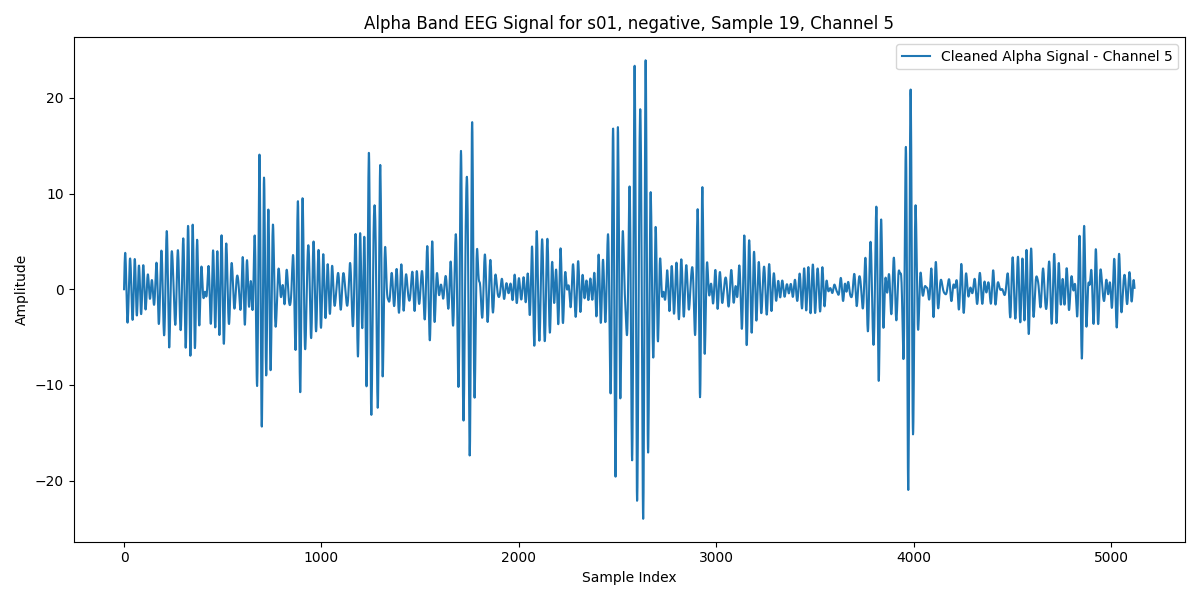 Alpha Band EEG Signal for s01, negative, Sample 19, Channel 5
Cleaned Alpha Signal - Channel 5
Amplitude
20
10
0
−10
−20
0 1000 2000 3000 4000 5000
Sample Index